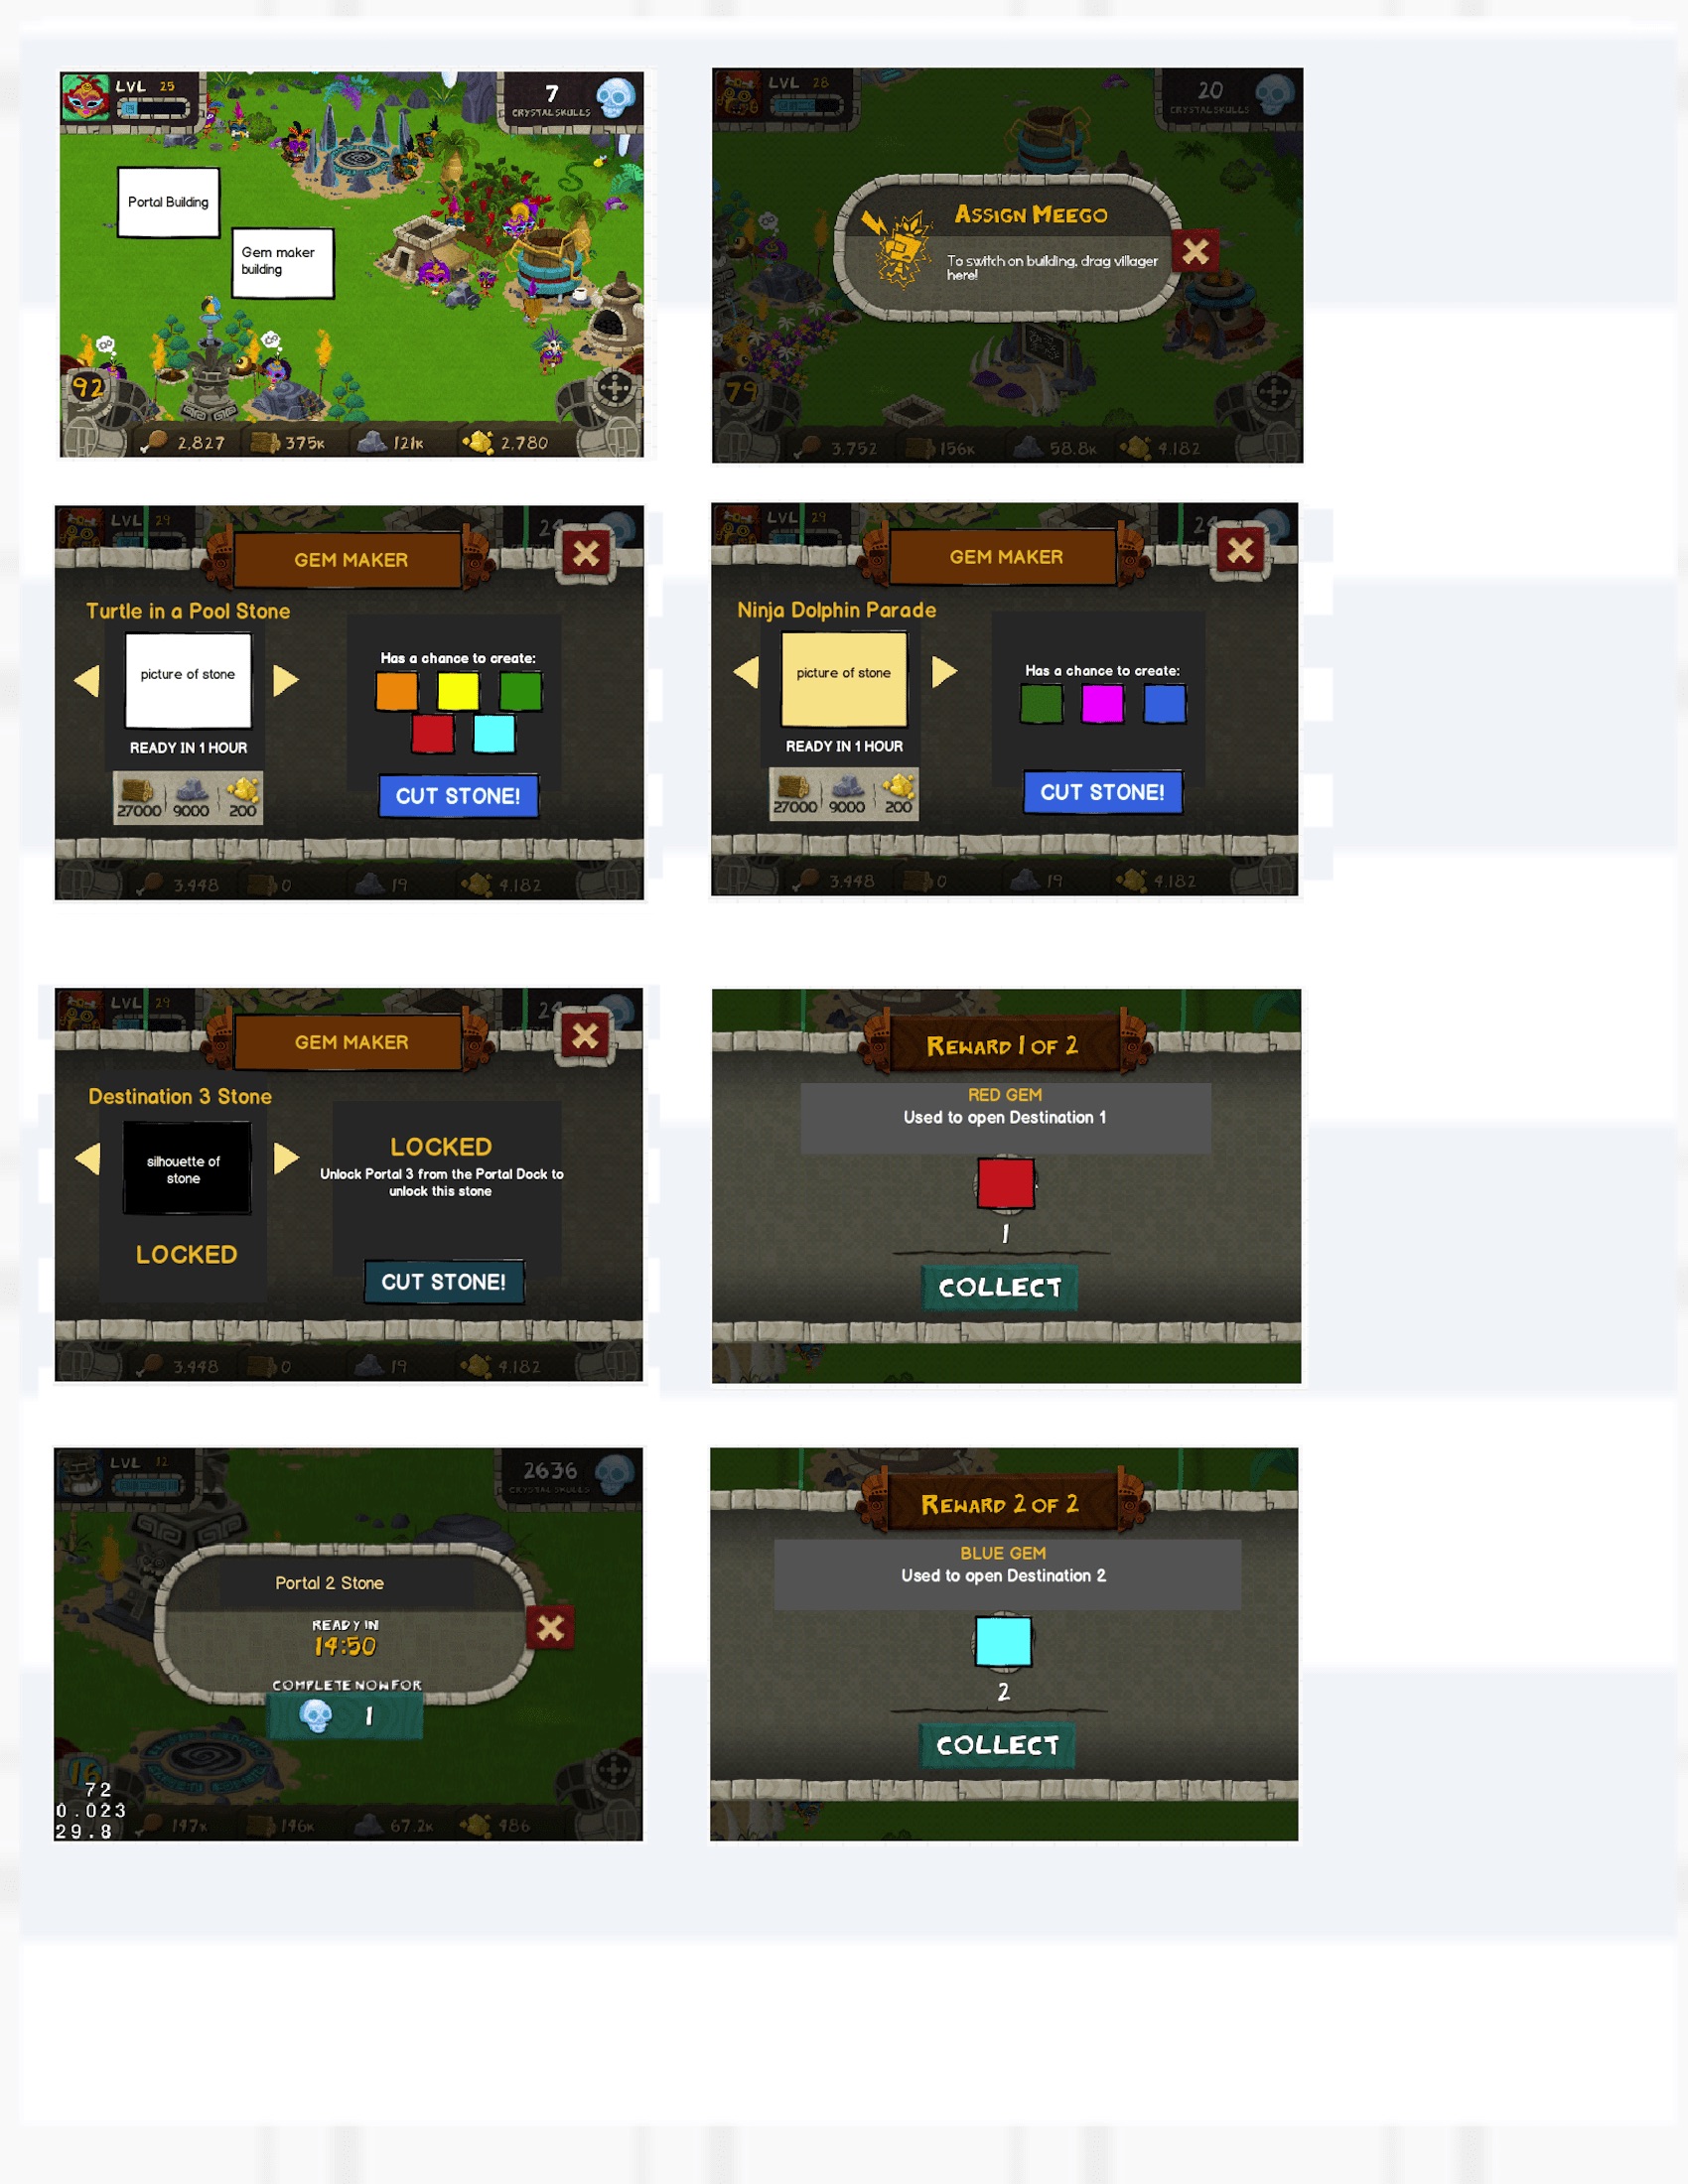 LVL 25
7
CRYSTAL SKULLS
Portal Building
Gem maker
building
92
2,827 375K 121K 2,780
LVL 28
20
CRYSTAL SKULLS
ASSIGN MEEGO
To switch on building, drag villager
here!
79
3.752 156K 58.8K 4.182
LVL 29
24
GEM MAKER
Turtle in a Pool Stone
picture of stone
Has a chance to create:
READY IN 1 HOUR
27000 9000 200
CUT STONE!
3.448 0 19 4.182
LVL 29
24
GEM MAKER
Ninja Dolphin Parade
picture of stone
Has a chance to create:
READY IN 1 HOUR
27000 9000 200
CUT STONE!
3.448 0 19 4.182
LVL 29
24
GEM MAKER
Destination 3 Stone
silhouette of
stone
LOCKED
LOCKED
Unlock Portal 3 from the Portal Dock to
unlock this stone
CUT STONE!
3.448 0 19 4.182
REWARD 1 OF 2
RED GEM
Used to open Destination 1
1
COLLECT
LVL 12
2636
CRYSTAL SKULLS
Portal 2 Stone
READY IN
14:50
COMPLETE NOW FOR
1
16
72
0.023
29.8
197K 146K 67.2K 486
REWARD 2 OF 2
BLUE GEM
Used to open Destination 2
2
COLLECT